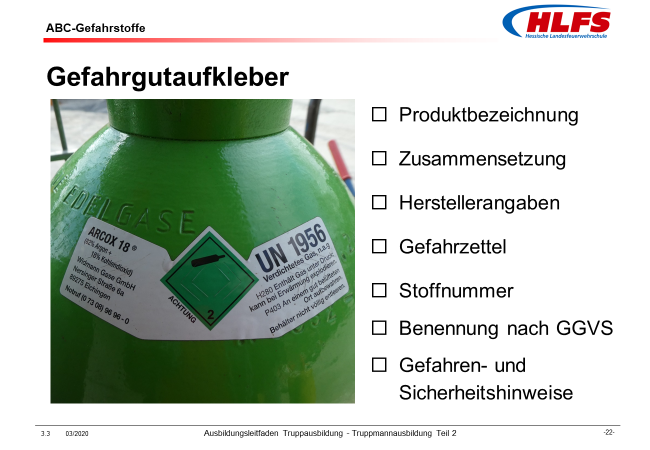 ABC-Gefahrstoffe
HLFS
Hessische Landesfeuerwehrschule
Gefahrgutaufkleber
EDELGASE
ARCOX 18®
(82% Argon +
18% Kohlendioxid)
Widmann Gase GmbH
Nersinger Straße 6a
89275 Elchingen
Notruf (0 73 08) 96 96 - 0
ACHTUNG
2
UN 1956
Verdichtetes Gas, n.a.g
H280 Enthält Gas unter Druck;
kann bei Erwärmung explodieren.
P403 An einem gut belüfteten
Ort aufbewahren.
Behälter nicht völlig entleeren.
Produktbezeichnung
Zusammensetzung
Herstellerangaben
Gefahrzettel
Stoffnummer
Benennung nach GGVS
Gefahren- und
Sicherheitshinweise
3.3 03/2020 Ausbildungsleitfaden Truppausbildung - Truppmannausbildung Teil 2 -22-